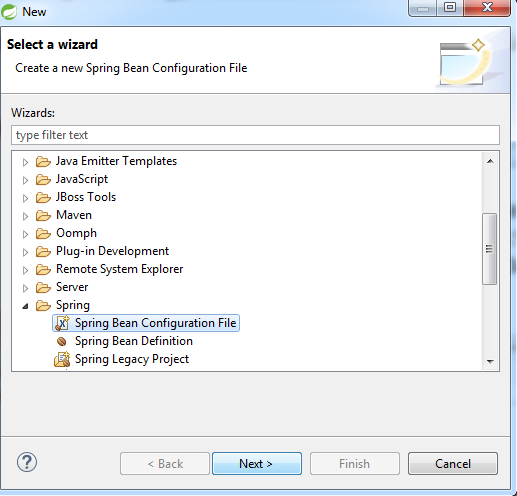 New
Select a wizard
Create a new Spring Bean Configuration File
Wizards:
type filter text
Java Emitter Templates
JavaScript
JBoss Tools
Maven
Oomph
Plug-in Development
Remote System Explorer
Server
Spring
Spring Bean Configuration File
Spring Bean Definition
Spring Legacy Project
?
< Back
Next >
Finish
Cancel